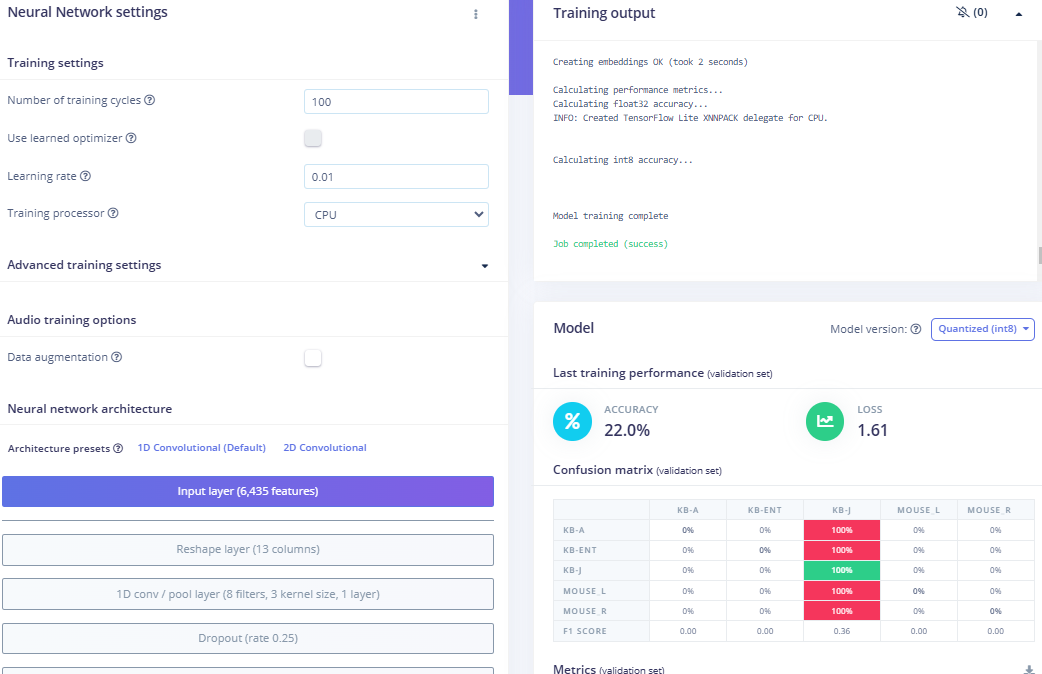 Neural Network settings
Training settings
Number of training cycles
100
Use learned optimizer
Learning rate
0.01
Training processor
CPU
Advanced training settings
Audio training options
Data augmentation
Neural network architecture
Architecture presets 1D Convolutional (Default) 2D Convolutional
Input layer (6,435 features)
Reshape layer (13 columns)
1D conv / pool layer (8 filters, 3 kernel size, 1 layer)
Dropout (rate 0.25)
Training output
(0)
Creating embeddings OK (took 2 seconds)
Calculating performance metrics...
Calculating float32 accuracy...
INFO: Created TensorFlow Lite XNNPACK delegate for CPU.
Calculating int8 accuracy...
Model training complete
Job completed (success)
Model
Model version: Quantized (int8)
Last training performance (validation set)
%
ACCURACY
22.0%
LOSS
1.61
Confusion matrix (validation set)
KB-A KB-ENT KB-J MOUSE_L MOUSE_R
KB-A 0% 0% 100% 0% 0%
KB-ENT 0% 0% 100% 0% 0%
KB-J 0% 0% 100% 0% 0%
MOUSE_L 0% 0% 100% 0% 0%
MOUSE_R 0% 0% 100% 0% 0%
F1 SCORE 0.00 0.00 0.36 0.00 0.00
Metrics (validation set)